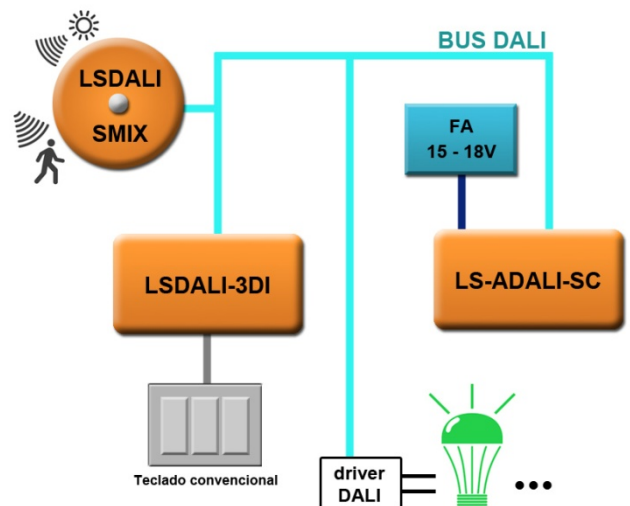 LSDALI
SMIX
BUS DALI
FA
15 - 18V
LSDALI-3DI
LS-ADALI-SC
Teclado convencional
driver
DALI
•••